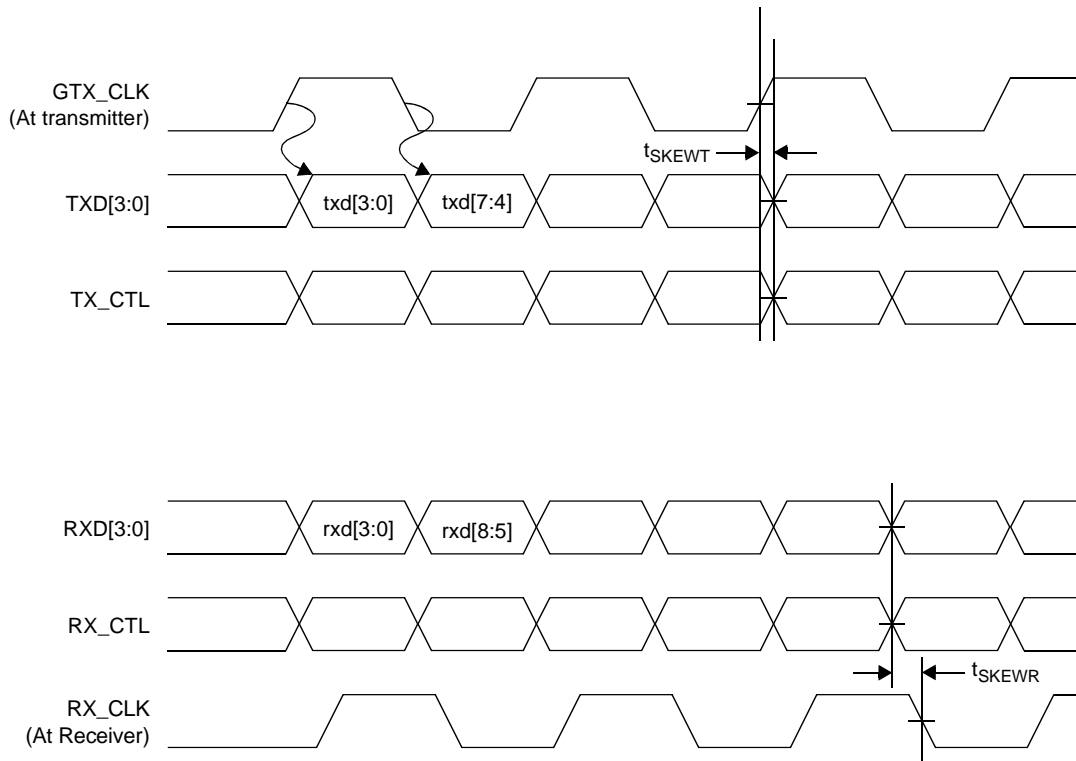 GTX_CLK
(At transmitter)
tSKEWT
TXD[3:0]
txd[3:0]
txd[7:4]
TX_CTL
RXD[3:0]
rxd[3:0]
rxd[8:5]
RX_CTL
tSKEWR
RX_CLK
(At Receiver)